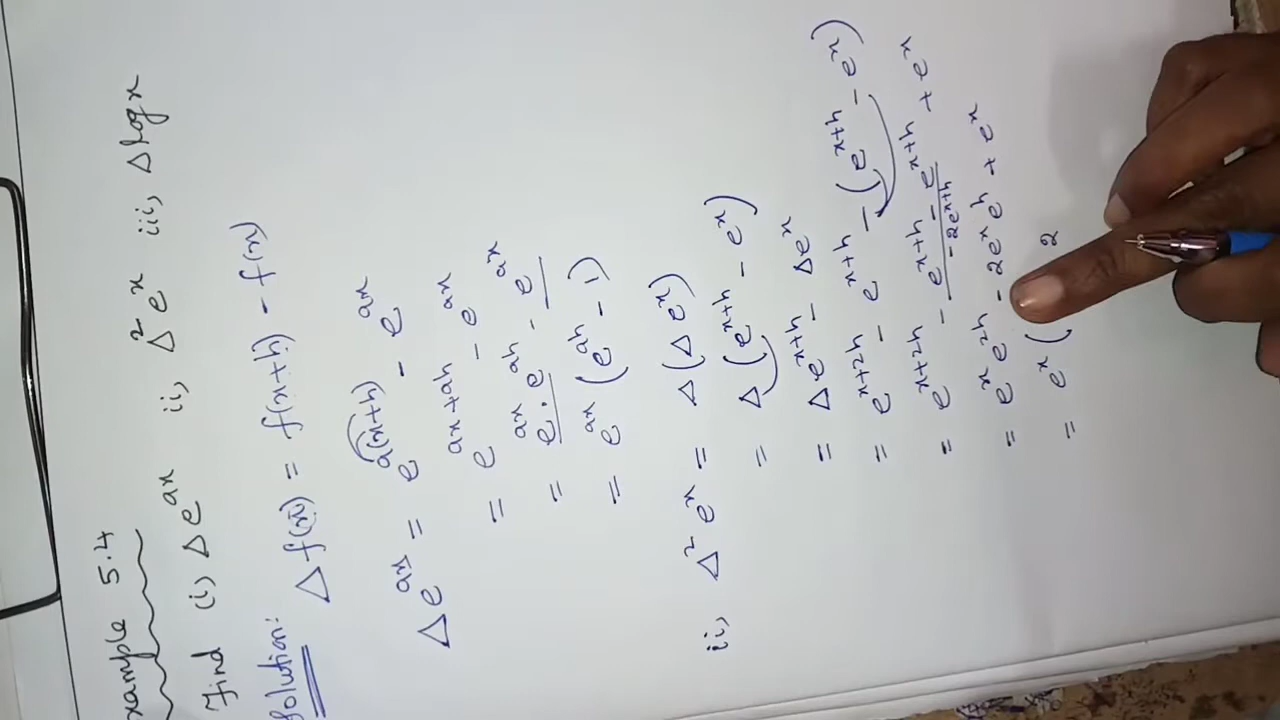 xample 5.4
Find (i) Δe^{ax} ii, Δ²e^x iii, Δ log x
Solution:
Δf(x) = f(x+h) - f(x)
Δe^{ax} = e^{a(x+h)} - e^{ax}
= e^{ax+ah} - e^{ax}
= e^{ax}.e^{ah} - e^{ax}
= e^{ax}(e^{ah} - 1)
ii, Δ²e^x = Δ(Δe^x)
= Δ(e^{x+h} - e^x)
= Δe^{x+h} - Δe^x
= e^{x+2h} - e^{x+h} - (e^{x+h} - e^x)
= e^{x+2h} - e^{x+h} - e^{x+h} + e^x
-2e^{x+h}
= e^x e^{2h} - 2e^x e^h + e^x
= e^x( 2